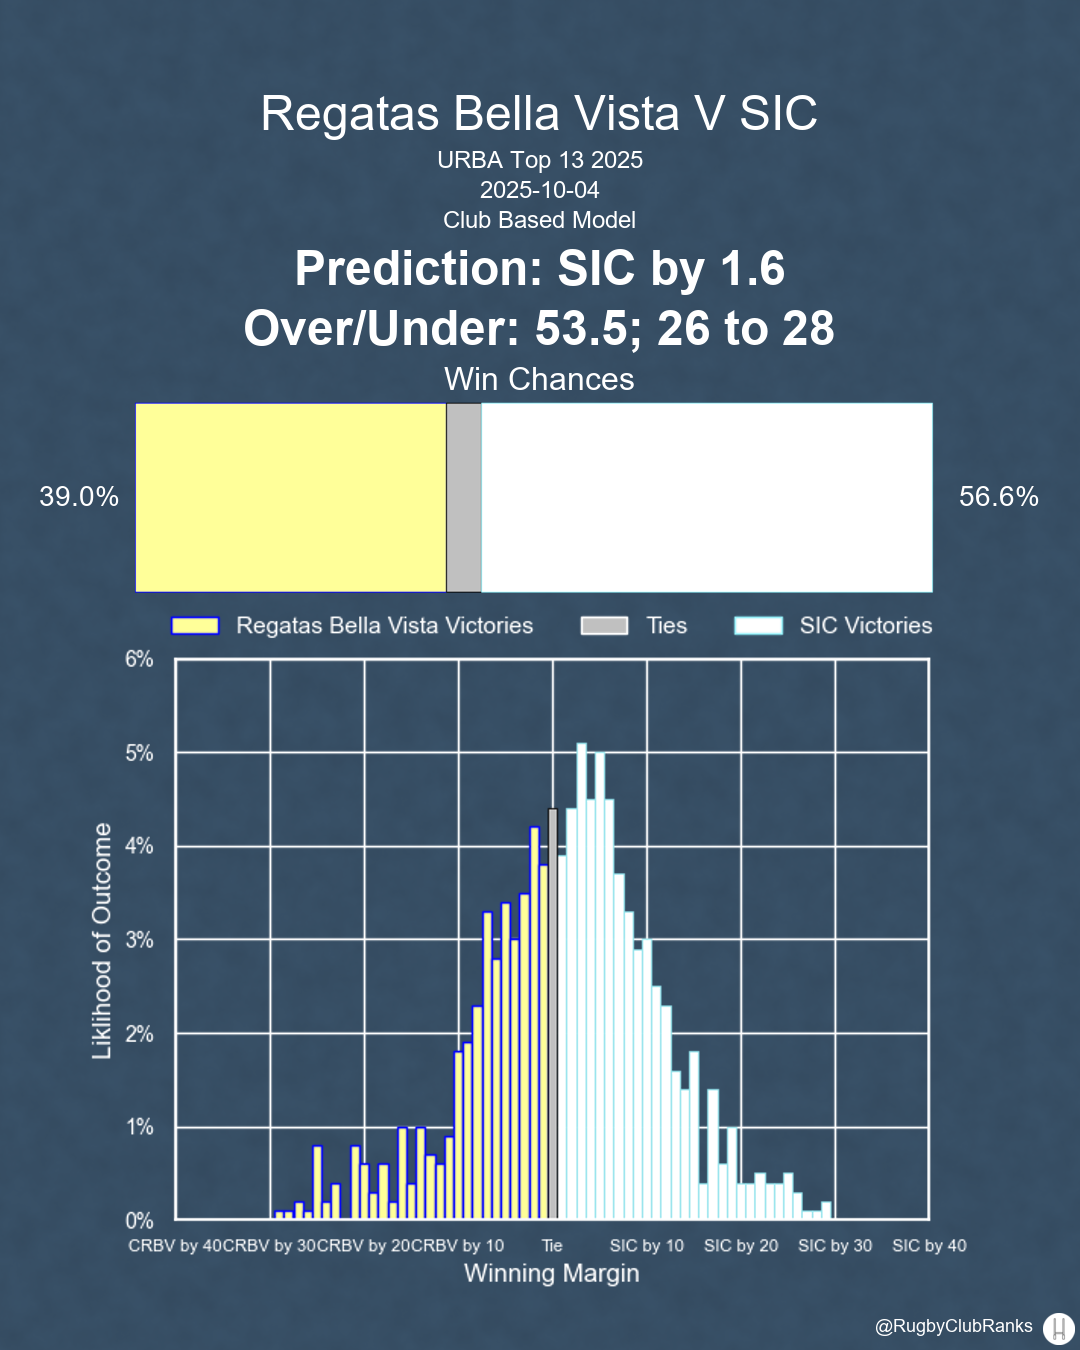 Regatas Bella Vista V SIC
URBA Top 13 2025
2025-10-04
Club Based Model
Prediction: SIC by 1.6
Over/Under: 53.5; 26 to 28
Win Chances
39.0%
56.6%
Regatas Bella Vista Victories
Ties
SIC Victories
6%
5%
4%
3%
2%
1%
0%
Liklihood of Outcome
CRBV by 40
CRBV by 30
CRBV by 20
CRBV by 10
Tie
SIC by 10
SIC by 20
SIC by 30
SIC by 40
Winning Margin
@RugbyClubRanks